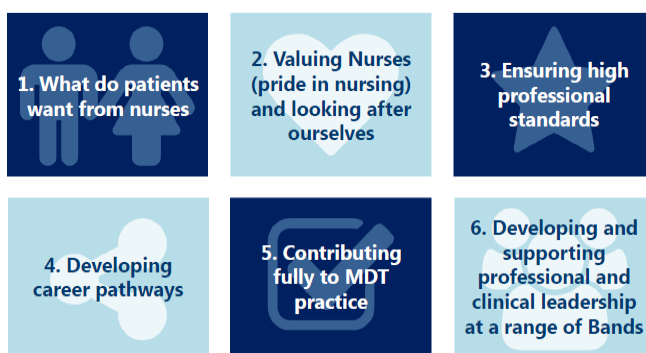 1. What do patients
want from nurses
2. Valuing Nurses
(pride in nursing)
and looking after
ourselves
3. Ensuring high
professional
standards
4. Developing
career pathways
5. Contributing
fully to MDT
practice
6. Developing and
supporting
professional and
clinical leadership
at a range of Bands